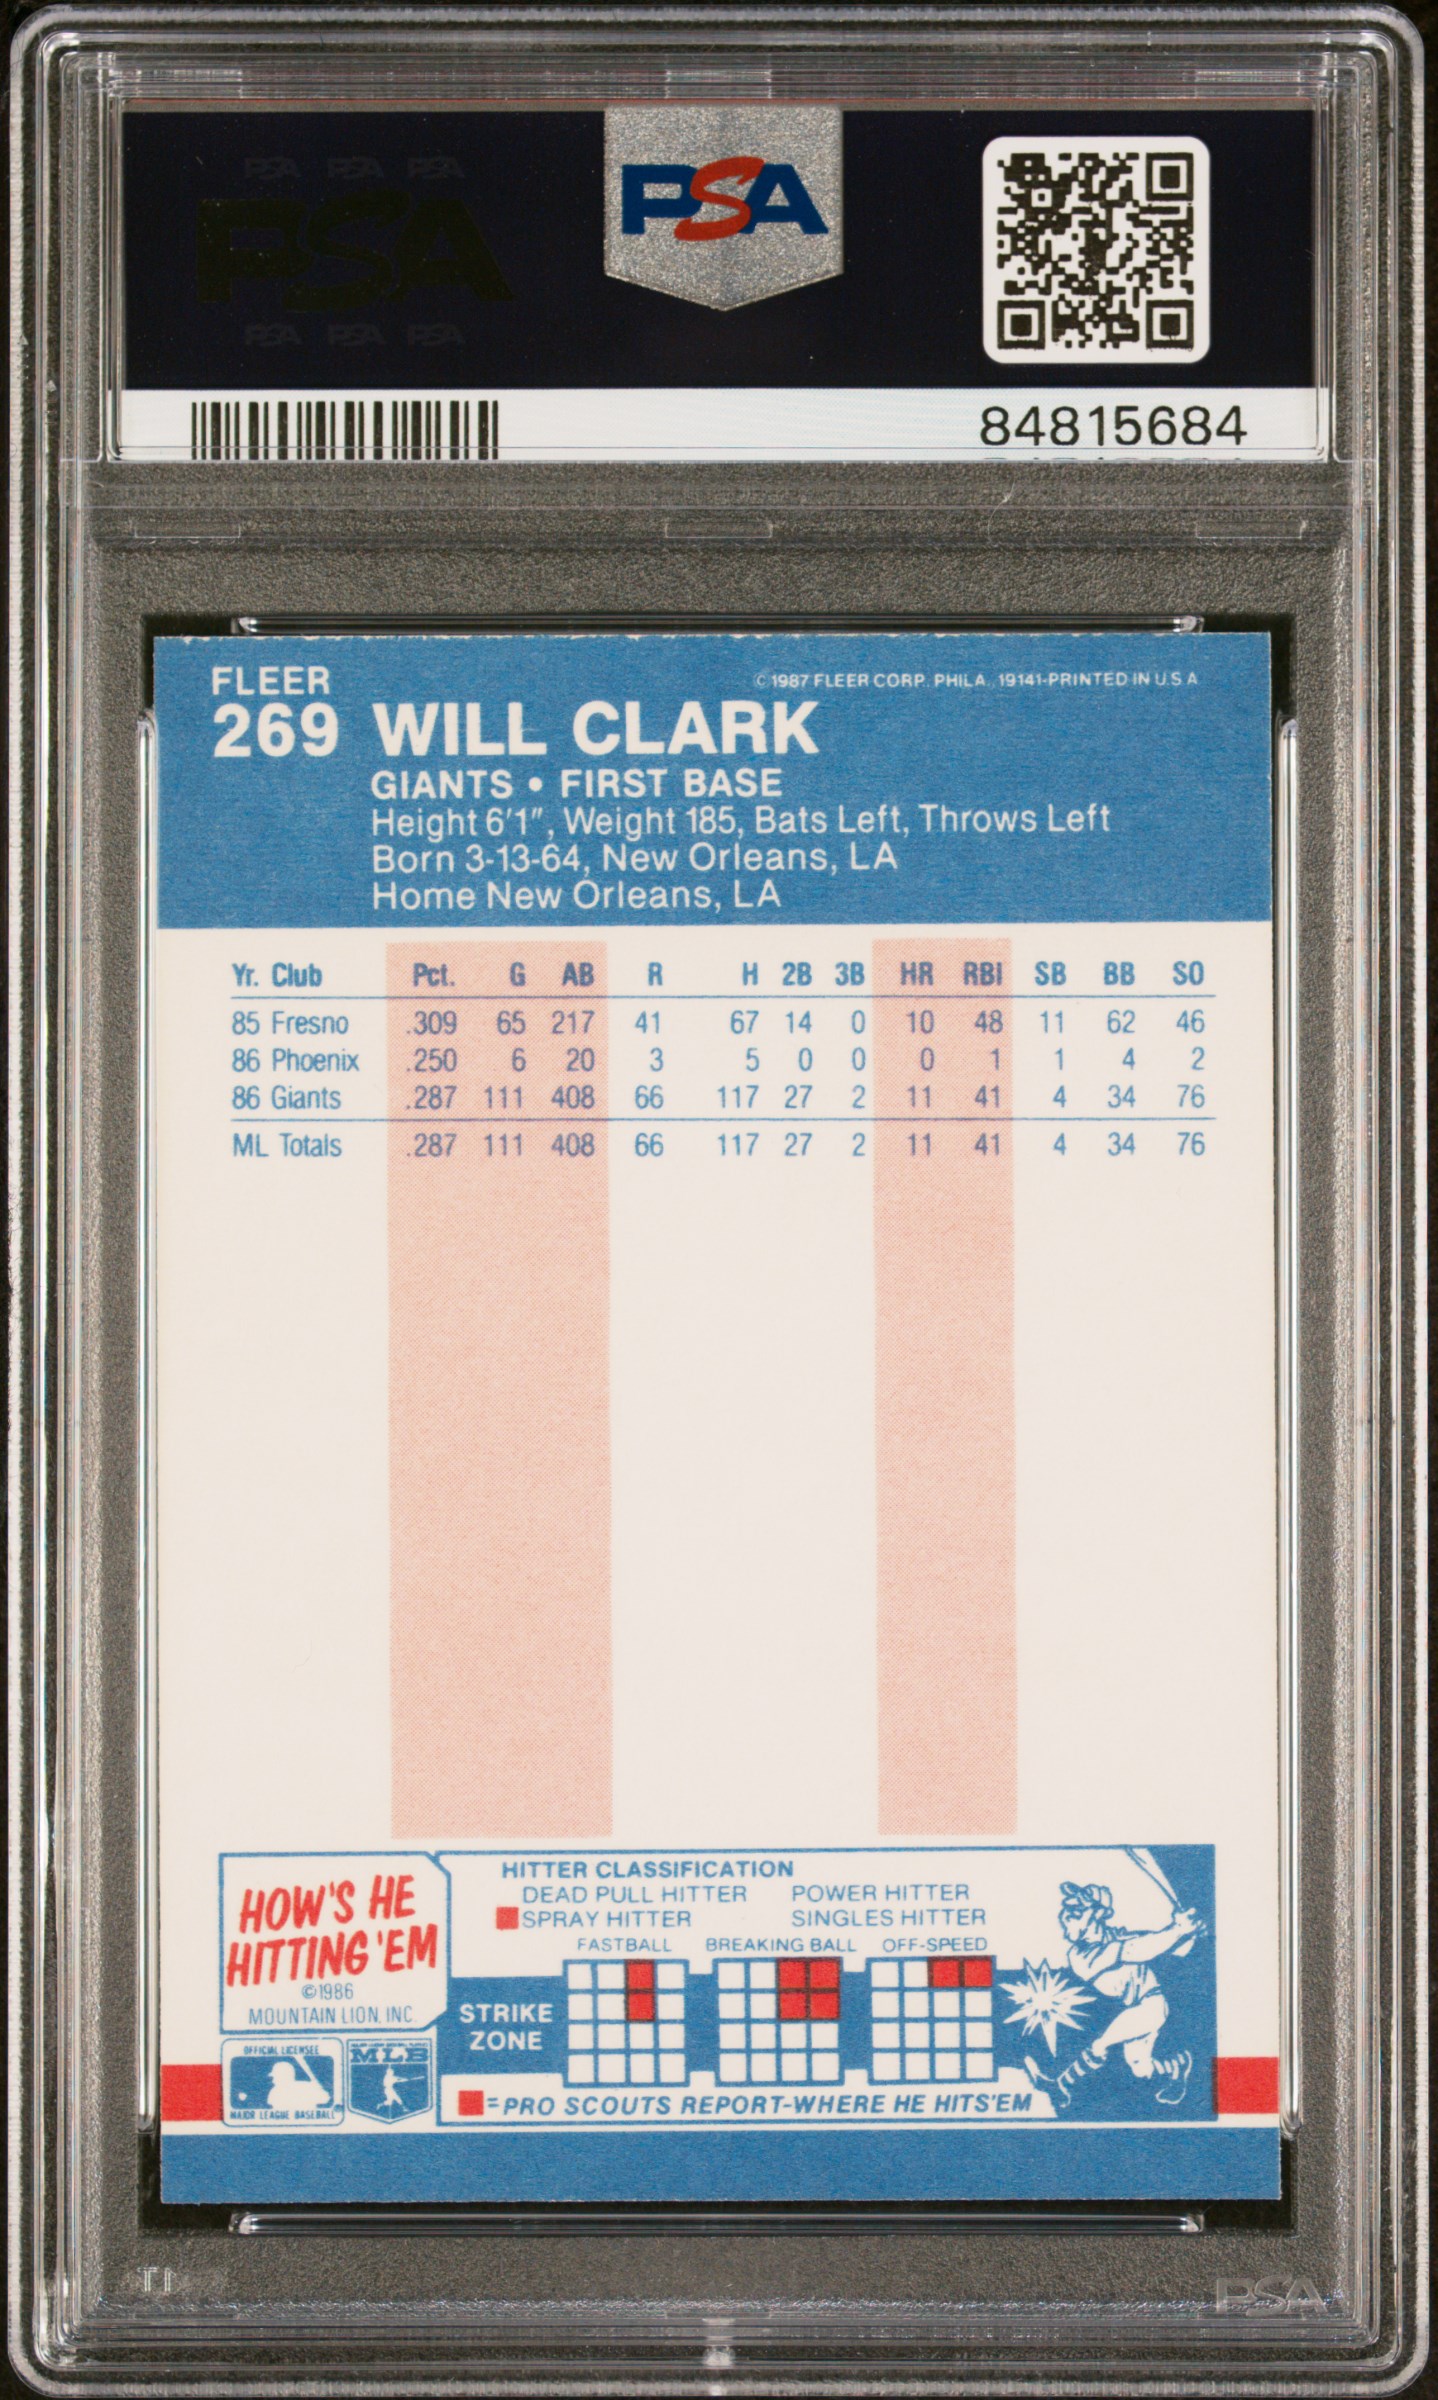 PSA PSA PSA
PSA
PSA PSA PSA
PSA
84815684
FLEER
© 1987 FLEER CORP. PHILA., 19141-PRINTED IN U.S.A
269 WILL CLARK
GIANTS • FIRST BASE
Height 6'1", Weight 185, Bats Left, Throws Left
Born 3-13-64, New Orleans, LA
Home New Orleans, LA
Yr. Club Pct. G AB R H 2B 3B HR RBI SB BB SO
85 Fresno .309 65 217 41 67 14 0 10 48 11 62 46
86 Phoenix .250 6 20 3 5 0 0 0 1 1 4 2
86 Giants .287 111 408 66 117 27 2 11 41 4 34 76
ML Totals .287 111 408 66 117 27 2 11 41 4 34 76
HOW'S HE
HITTING 'EM
©1986
MOUNTAIN LION, INC.
HITTER CLASSIFICATION
DEAD PULL HITTER POWER HITTER
SPRAY HITTER SINGLES HITTER
FASTBALL BREAKING BALL OFF-SPEED
STRIKE
ZONE
=PRO SCOUTS REPORT-WHERE HE HITS'EM
OFFICIAL LICENSEE
MAJOR LEAGUE BASEBALL
MLB
PSA